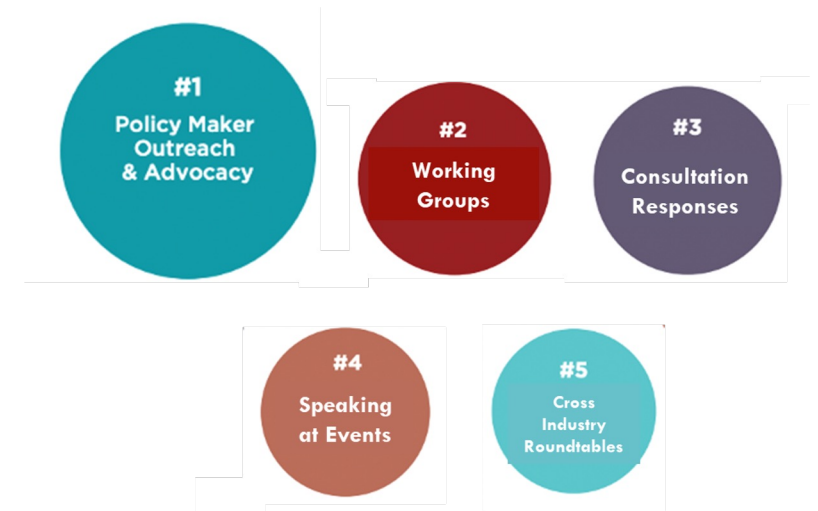 #1
Policy Maker
Outreach
& Advocacy
#2
Working
Groups
#3
Consultation
Responses
#4
Speaking
at Events
#5
Cross
Industry
Roundtables